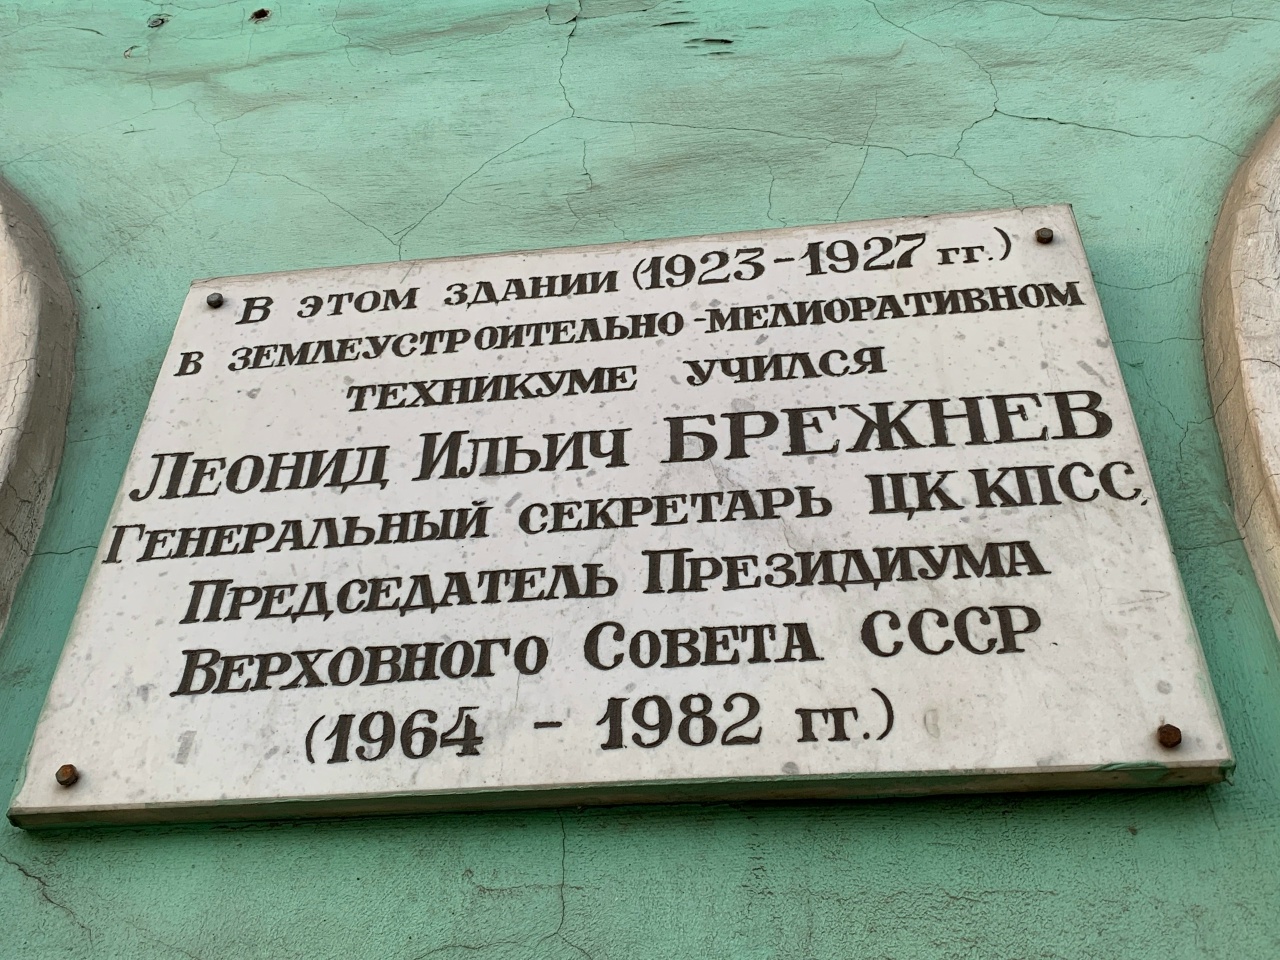 В этом здании (1923-1927 гг.)
в землеустроительно-мелиоративном
техникуме учился
Леонид Ильич БРЕЖНЕВ
Генеральный секретарь ЦК КПСС,
Председатель Президиума
Верховного Совета СССР
(1964 - 1982 гг.)